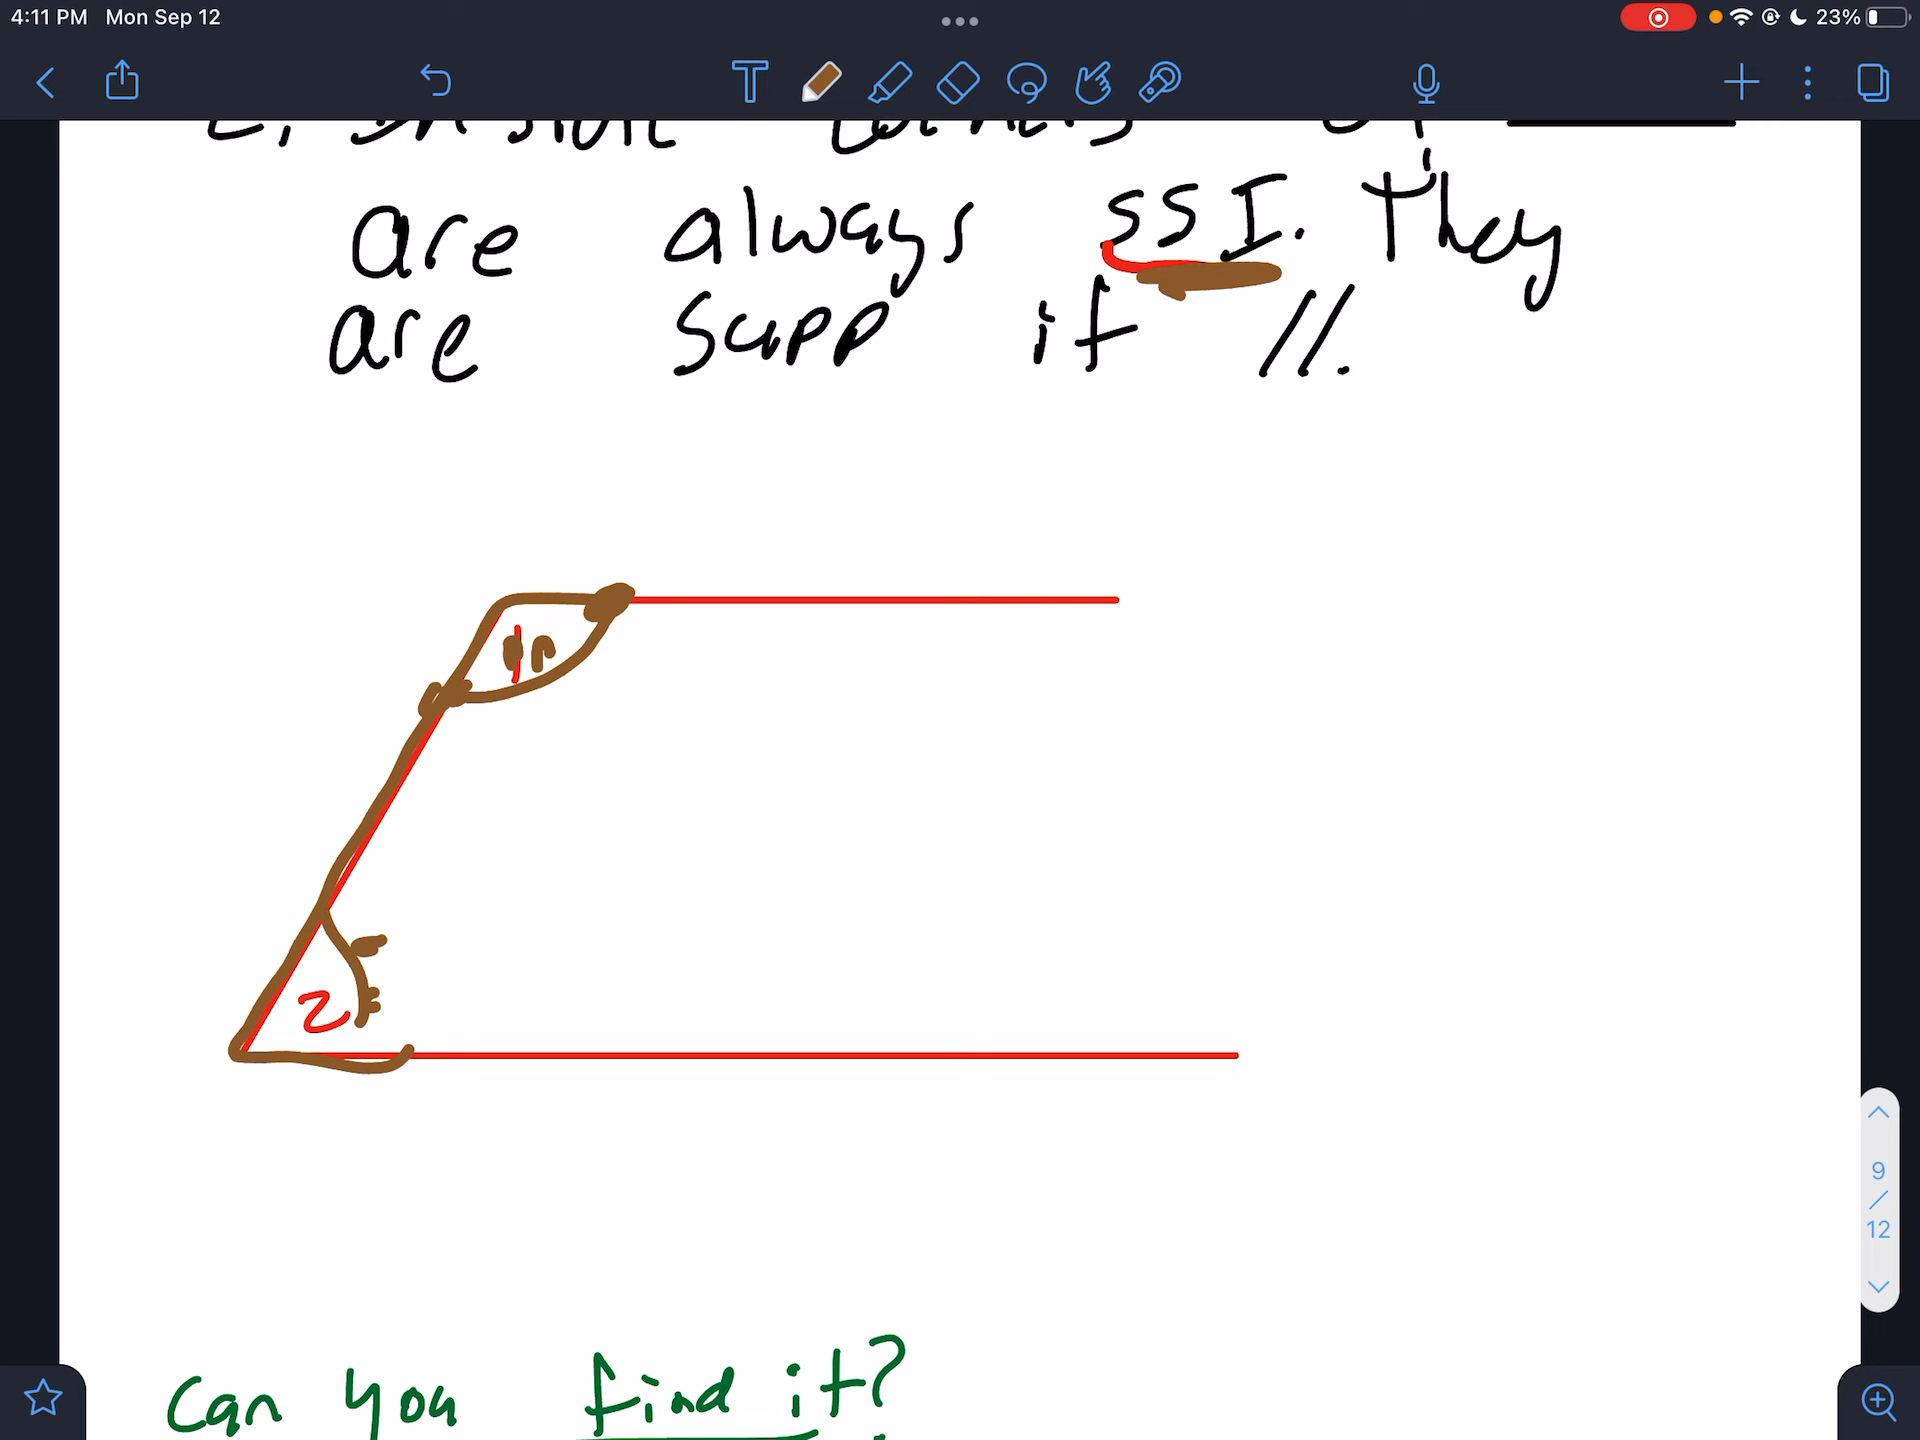 4:11 PM Mon Sep 12
23%
T
are always SSI. They
are supp if //.
1
2
9
/
12
can you find it?